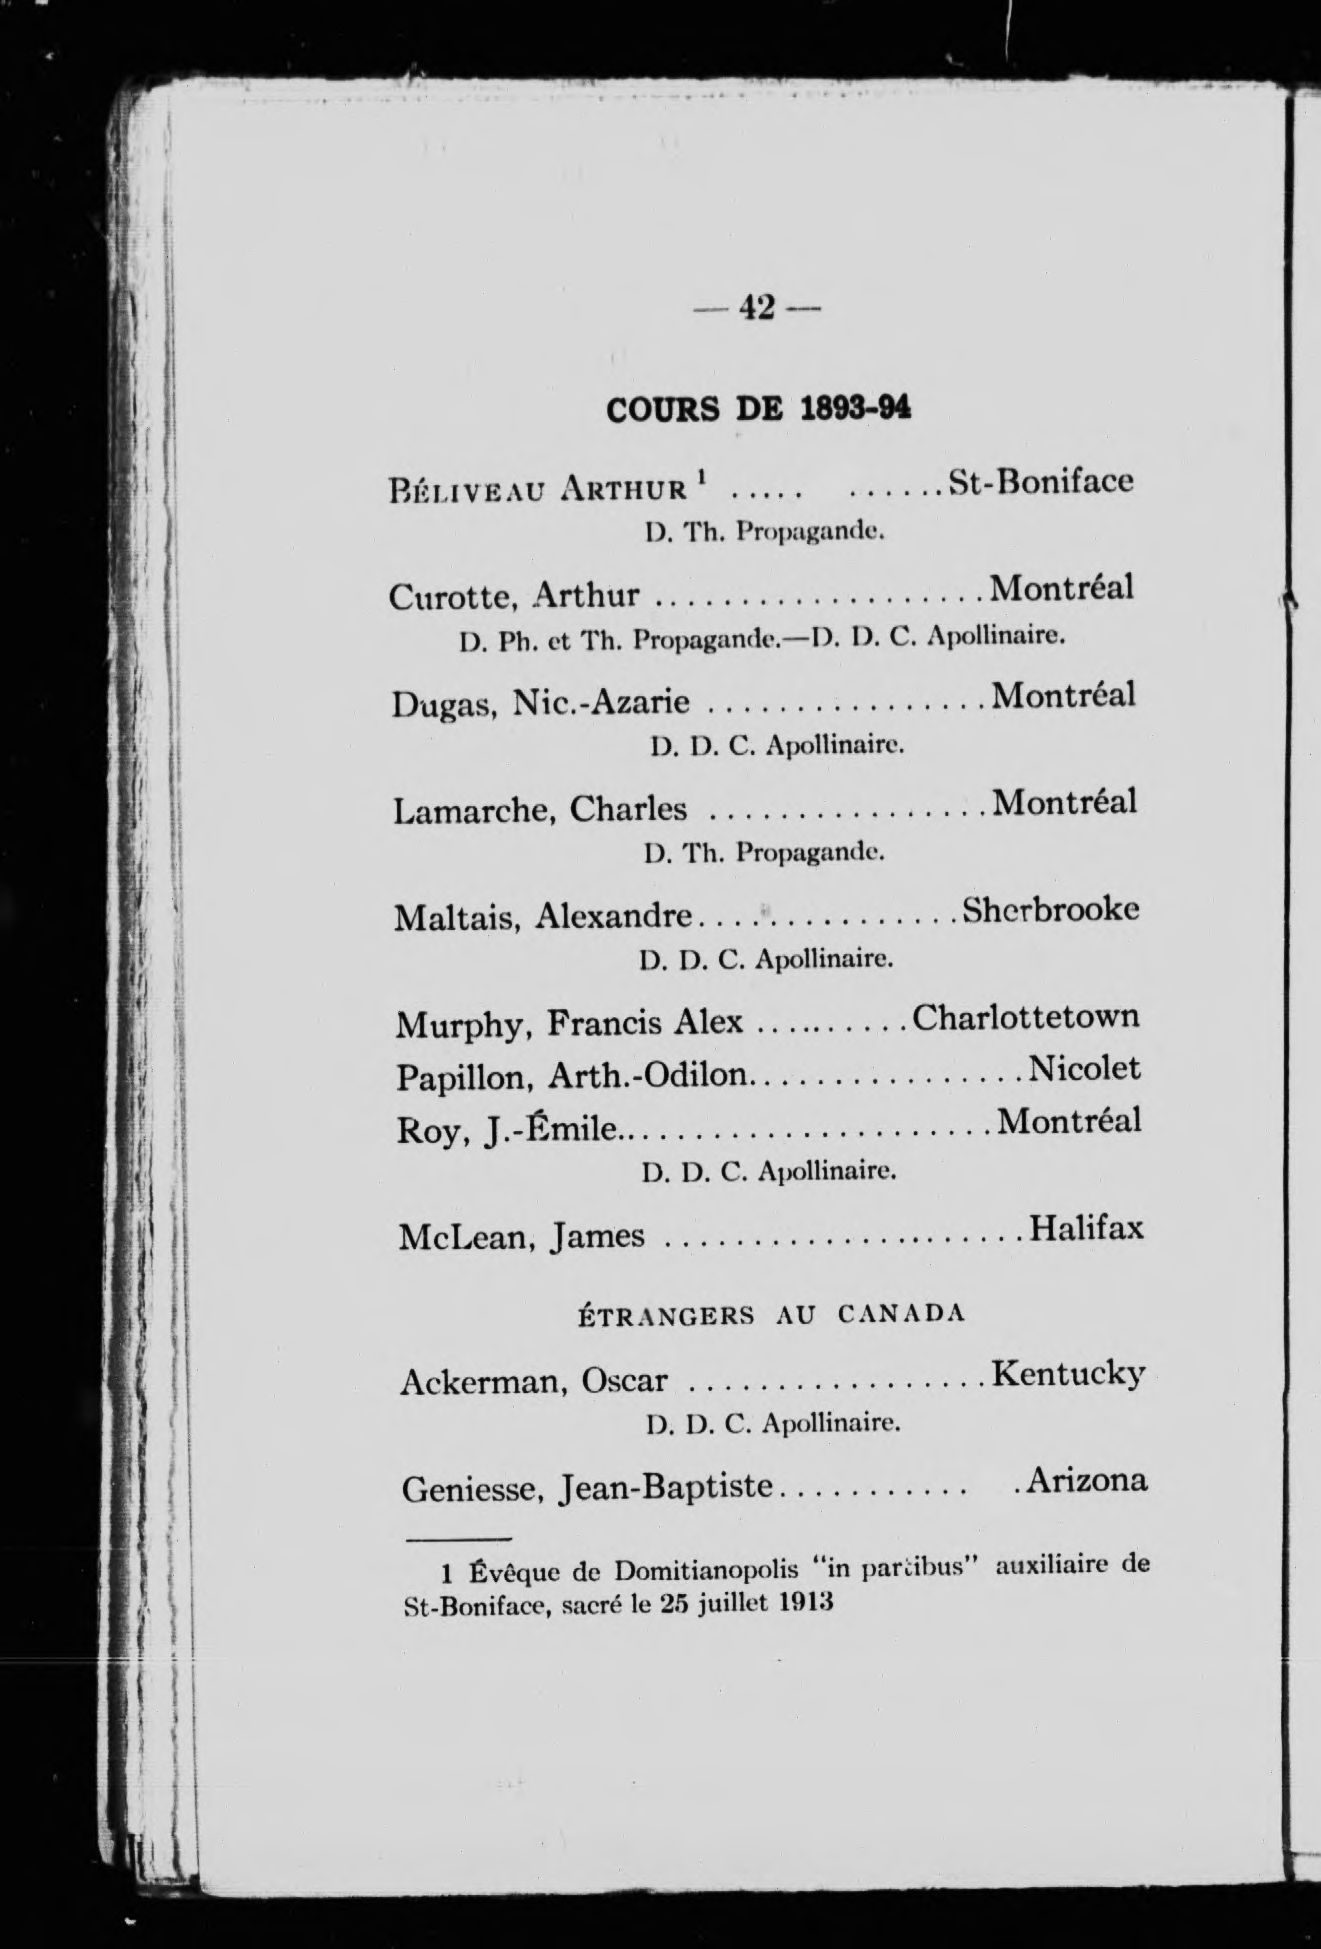 — 42 —
COURS DE 1893-94
BÉLIVEAU ARTHUR 1 ..... ......St-Boniface
D. Th. Propagande.
Curotte, Arthur ...................Montréal
D. Ph. et Th. Propagande.—D. D. C. Apollinaire.
Dugas, Nic.-Azarie ................Montréal
D. D. C. Apollinaire.
Lamarche, Charles ................Montréal
D. Th. Propagande.
Maltais, Alexandre...............Sherbrooke
D. D. C. Apollinaire.
Murphy, Francis Alex ..........Charlottetown
Papillon, Arth.-Odilon................Nicolet
Roy, J.-Émile......................Montréal
D. D. C. Apollinaire.
McLean, James .....................Halifax
ÉTRANGERS AU CANADA
Ackerman, Oscar .................Kentucky
D. D. C. Apollinaire.
Geniesse, Jean-Baptiste........... .Arizona
1 Évêque de Domitianopolis “in partibus” auxiliaire de
St-Boniface, sacré le 25 juillet 1913